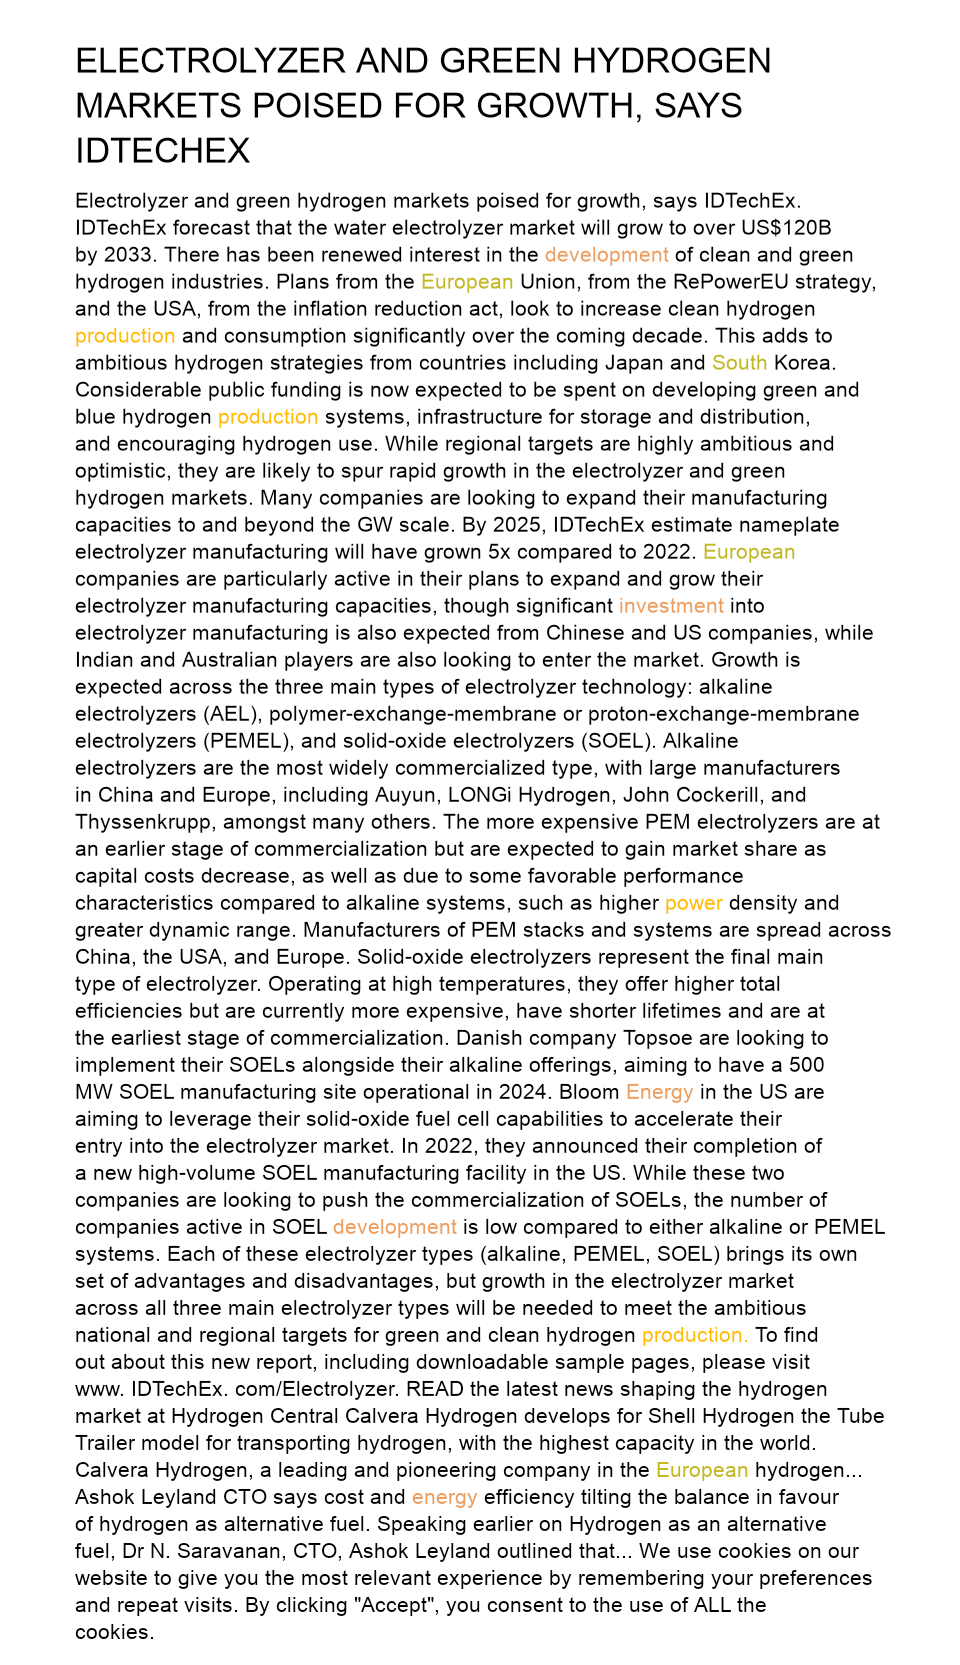 ELECTROLYZER AND GREEN HYDROGEN
MARKETS POISED FOR GROWTH, SAYS
IDTECHEX
Electrolyzer and green hydrogen markets poised for growth, says IDTechEx.
IDTechEx forecast that the water electrolyzer market will grow to over US$120B
by 2033. There has been renewed interest in the development of clean and green
hydrogen industries. Plans from the European Union, from the RePowerEU strategy,
and the USA, from the inflation reduction act, look to increase clean hydrogen
production and consumption significantly over the coming decade. This adds to
ambitious hydrogen strategies from countries including Japan and South Korea.
Considerable public funding is now expected to be spent on developing green and
blue hydrogen production systems, infrastructure for storage and distribution,
and encouraging hydrogen use. While regional targets are highly ambitious and
optimistic, they are likely to spur rapid growth in the electrolyzer and green
hydrogen markets. Many companies are looking to expand their manufacturing
capacities to and beyond the GW scale. By 2025, IDTechEx estimate nameplate
electrolyzer manufacturing will have grown 5x compared to 2022. European
companies are particularly active in their plans to expand and grow their
electrolyzer manufacturing capacities, though significant investment into
electrolyzer manufacturing is also expected from Chinese and US companies, while
Indian and Australian players are also looking to enter the market. Growth is
expected across the three main types of electrolyzer technology: alkaline
electrolyzers (AEL), polymer-exchange-membrane or proton-exchange-membrane
electrolyzers (PEMEL), and solid-oxide electrolyzers (SOEL). Alkaline
electrolyzers are the most widely commercialized type, with large manufacturers
in China and Europe, including Auyun, LONGi Hydrogen, John Cockerill, and
Thyssenkrupp, amongst many others. The more expensive PEM electrolyzers are at
an earlier stage of commercialization but are expected to gain market share as
capital costs decrease, as well as due to some favorable performance
characteristics compared to alkaline systems, such as higher power density and
greater dynamic range. Manufacturers of PEM stacks and systems are spread across
China, the USA, and Europe. Solid-oxide electrolyzers represent the final main
type of electrolyzer. Operating at high temperatures, they offer higher total
efficiencies but are currently more expensive, have shorter lifetimes and are at
the earliest stage of commercialization. Danish company Topsoe are looking to
implement their SOELs alongside their alkaline offerings, aiming to have a 500
MW SOEL manufacturing site operational in 2024. Bloom Energy in the US are
aiming to leverage their solid-oxide fuel cell capabilities to accelerate their
entry into the electrolyzer market. In 2022, they announced their completion of
a new high-volume SOEL manufacturing facility in the US. While these two
companies are looking to push the commercialization of SOELs, the number of
companies active in SOEL development is low compared to either alkaline or PEMEL
systems. Each of these electrolyzer types (alkaline, PEMEL, SOEL) brings its own
set of advantages and disadvantages, but growth in the electrolyzer market
across all three main electrolyzer types will be needed to meet the ambitious
national and regional targets for green and clean hydrogen production. To find
out about this new report, including downloadable sample pages, please visit
www. IDTechEx. com/Electrolyzer. READ the latest news shaping the hydrogen
market at Hydrogen Central Calvera Hydrogen develops for Shell Hydrogen the Tube
Trailer model for transporting hydrogen, with the highest capacity in the world.
Calvera Hydrogen, a leading and pioneering company in the European hydrogen...
Ashok Leyland CTO says cost and energy efficiency tilting the balance in favour
of hydrogen as alternative fuel. Speaking earlier on Hydrogen as an alternative
fuel, Dr N. Saravanan, CTO, Ashok Leyland outlined that... We use cookies on our
website to give you the most relevant experience by remembering your preferences
and repeat visits. By clicking "Accept", you consent to the use of ALL the
cookies.